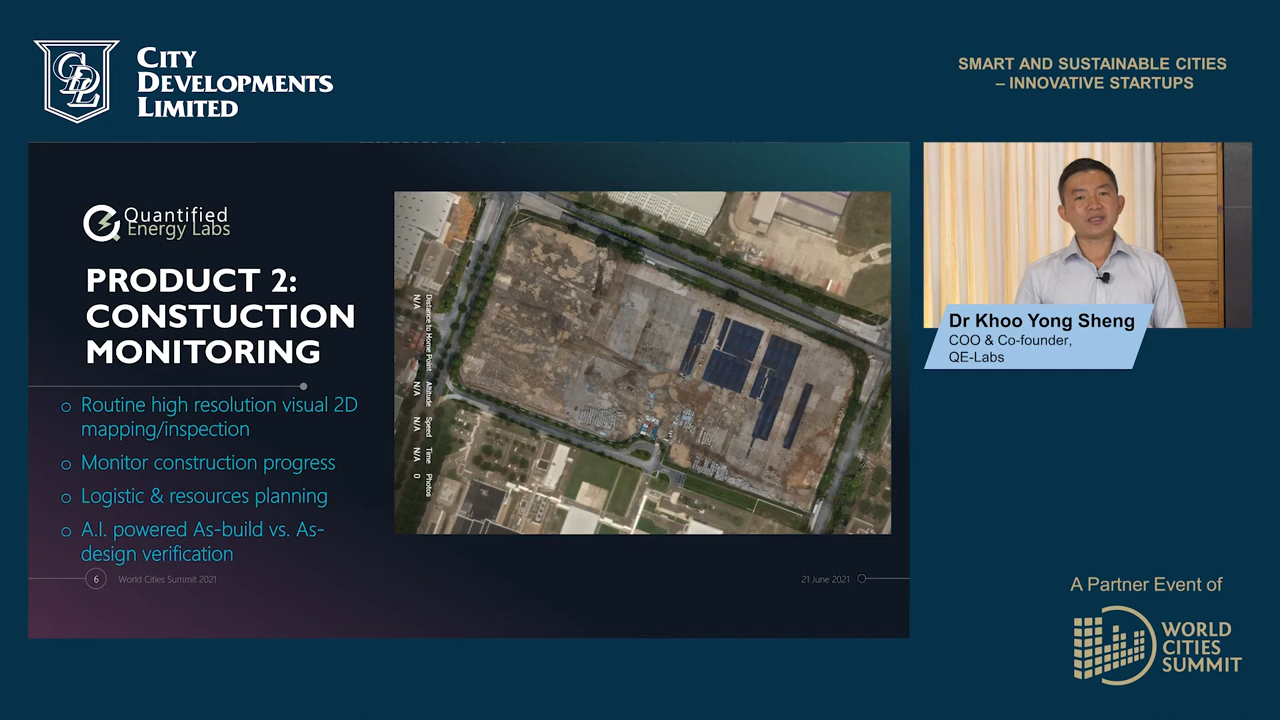 CITY
DEVELOPMENTS
LIMITED
CDL
SMART AND SUSTAINABLE CITIES
– INNOVATIVE STARTUPS
Quantified
Energy Labs
PRODUCT 2:
CONSTUCTION
MONITORING
○ Routine high resolution visual 2D
mapping/inspection
○ Monitor construction progress
○ Logistic & resources planning
○ A.I. powered As-build vs. As-
design verification
6 World Cities Summit 2021
21 June 2021
Distance to Home Point Altitude Speed Time Photos
N/A N/A N/A N/A 0
Dr Khoo Yong Sheng
COO & Co-founder,
QE-Labs
A Partner Event of
WORLD
CITIES
SUMMIT